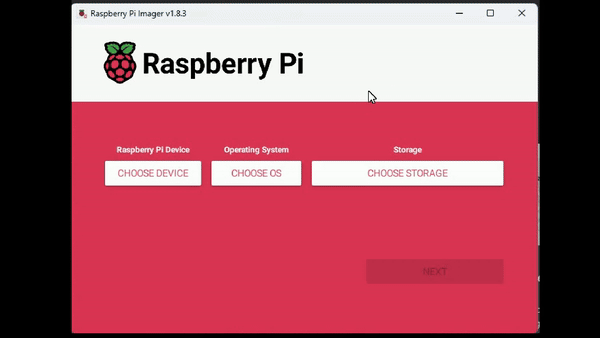 Raspberry Pi Imager v1.8.3
Raspberry Pi
Raspberry Pi Device
Operating System
Storage
CHOOSE DEVICE
CHOOSE OS
CHOOSE STORAGE
NEXT